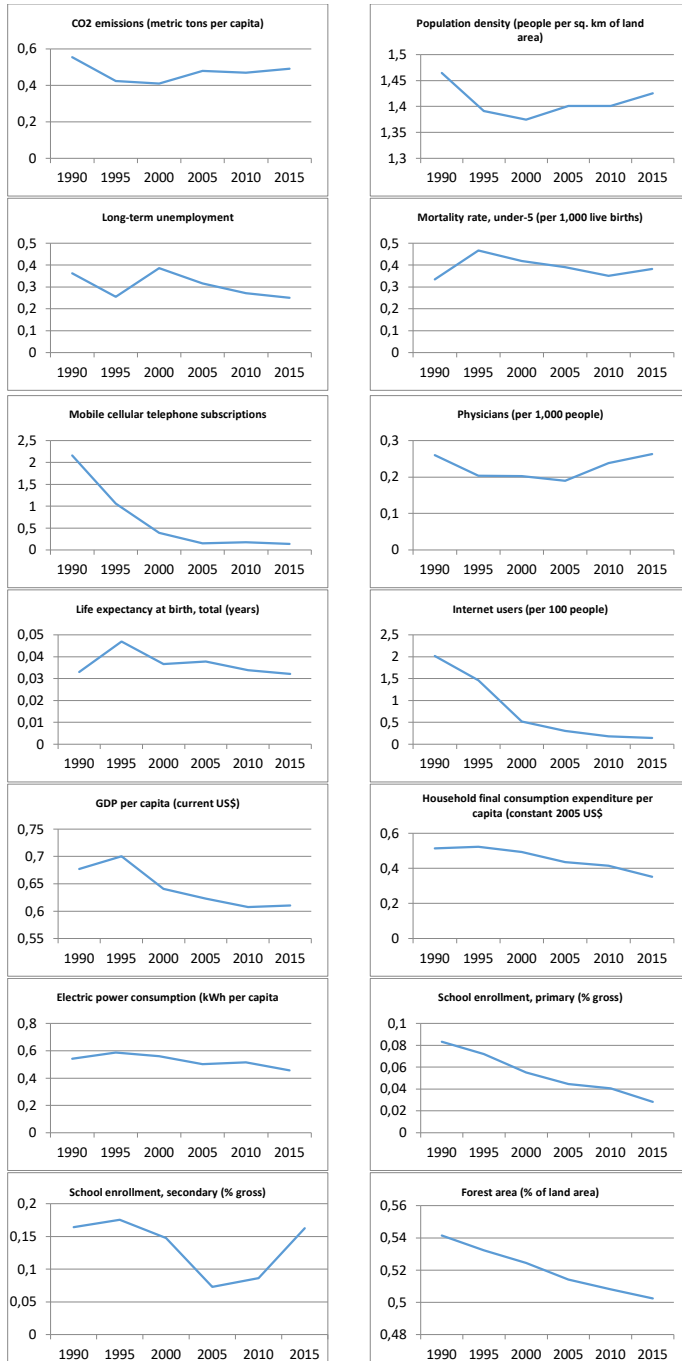 CO2 emissions (metric tons per capita)
0,6
0,4
0,2
0
1990 1995 2000 2005 2010 2015
Population density (people per sq. km of land
area)
1,5
1,45
1,4
1,35
1,3
1990 1995 2000 2005 2010 2015
Long-term unemployment
0,5
0,4
0,3
0,2
0,1
0
1990 1995 2000 2005 2010 2015
Mortality rate, under-5 (per 1,000 live births)
0,5
0,4
0,3
0,2
0,1
0
1990 1995 2000 2005 2010 2015
Mobile cellular telephone subscriptions
2,5
2
1,5
1
0,5
0
1990 1995 2000 2005 2010 2015
Physicians (per 1,000 people)
0,3
0,2
0,1
0
1990 1995 2000 2005 2010 2015
Life expectancy at birth, total (years)
0,05
0,04
0,03
0,02
0,01
0
1990 1995 2000 2005 2010 2015
Internet users (per 100 people)
2,5
2
1,5
1
0,5
0
1990 1995 2000 2005 2010 2015
GDP per capita (current US$)
0,75
0,7
0,65
0,6
0,55
1990 1995 2000 2005 2010 2015
Household final consumption expenditure per
capita (constant 2005 US$
0,6
0,4
0,2
0
1990 1995 2000 2005 2010 2015
Electric power consumption (kWh per capita
0,8
0,6
0,4
0,2
0
1990 1995 2000 2005 2010 2015
School enrollment, primary (% gross)
0,1
0,08
0,06
0,04
0,02
0
1990 1995 2000 2005 2010 2015
School enrollment, secondary (% gross)
0,2
0,15
0,1
0,05
0
1990 1995 2000 2005 2010 2015
Forest area (% of land area)
0,56
0,54
0,52
0,5
0,48
1990 1995 2000 2005 2010 2015